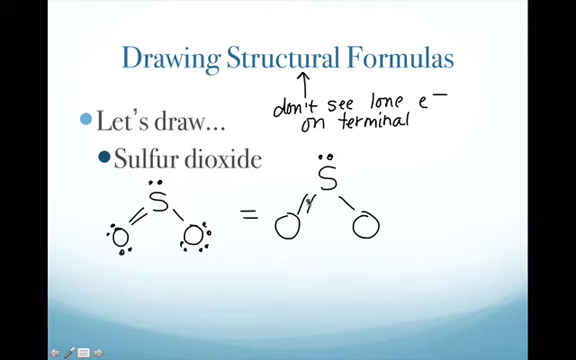 Drawing Structural Formulas
don't see lone e⁻
on terminal
Let's draw...
Sulfur dioxide
S
O O
=
S
O O